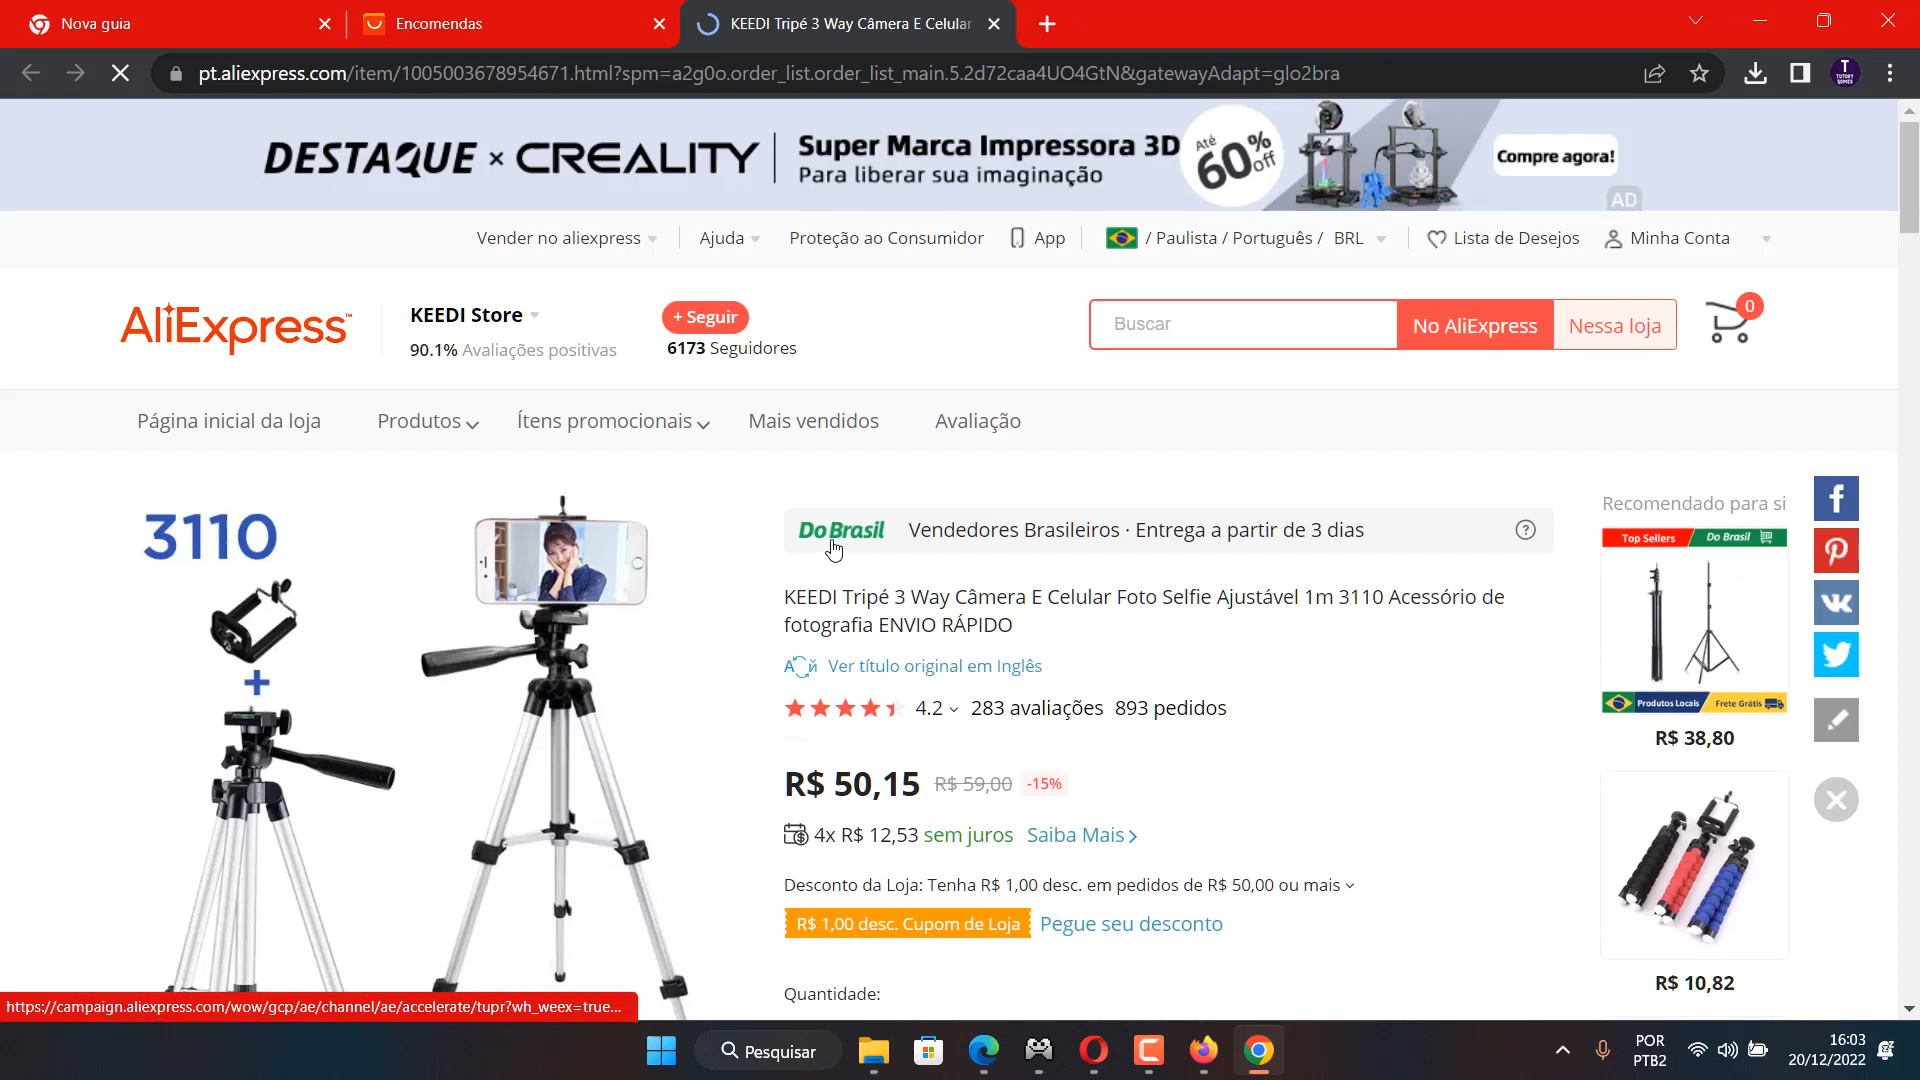 Nova guia
Encomendas
KEEDI Tripé 3 Way Câmera E Celular
pt.aliexpress.com/item/1005003678954671.html?spm=a2g0o.order_list.order_list_main.5.2d72caa4UO4GtN&gatewayAdapt=glo2bra
DESTAQUE × CREALITY
Super Marca Impressora 3D
Para liberar sua imaginação
Até 60% off
Compre agora!
AD
Vender no aliexpress
Ajuda
Proteção ao Consumidor
App
/ Paulista / Português / BRL
Lista de Desejos
Minha Conta
AliExpress™
KEEDI Store
90.1% Avaliações positivas
+ Seguir
6173 Seguidores
Buscar
No AliExpress
Nessa loja
0
Página inicial da loja
Produtos
Ítens promocionais
Mais vendidos
Avaliação
3110
+
Do Brasil
Vendedores Brasileiros · Entrega a partir de 3 dias
KEEDI Tripé 3 Way Câmera E Celular Foto Selfie Ajustável 1m 3110 Acessório de
fotografia ENVIO RÁPIDO
Ver título original em Inglês
4.2
283 avaliações
893 pedidos
R$ 50,15
R$ 59,00
-15%
4x R$ 12,53 sem juros
Saiba Mais
Desconto da Loja: Tenha R$ 1,00 desc. em pedidos de R$ 50,00 ou mais
R$ 1,00 desc. Cupom de Loja
Pegue seu desconto
Quantidade:
Recomendado para si
Top Sellers
Do Brasil
Produtos Locais
Frete Grátis
R$ 38,80
R$ 10,82
https://campaign.aliexpress.com/wow/gcp/ae/channel/ae/accelerate/tupr?wh_weex=true...
Pesquisar
POR
PTB2
16:03
20/12/2022